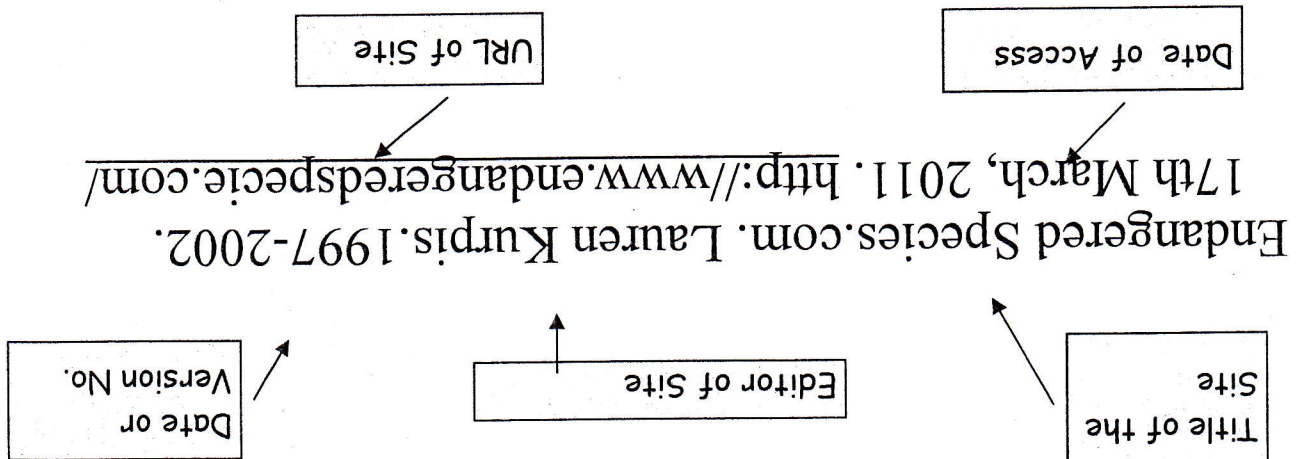 Title of the
Site
Editor of Site
Date or
Version No.
Endangered Species.com. Lauren Kurpis.1997-2002.
17th March, 2011. http://www.endangeredspecie.com/
Date of Access
URL of Site